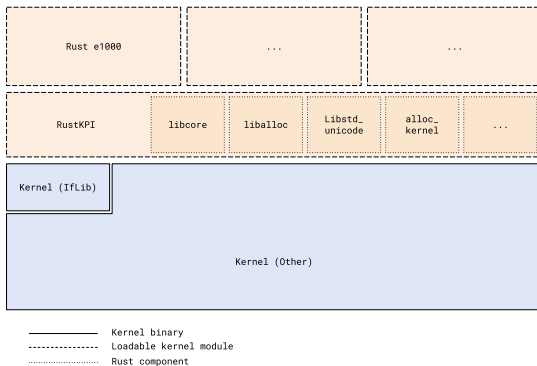 Rust e1000
...
...
RustKPI
libcore
liballoc
Libstd_
unicode
alloc_
kernel
...
Kernel (IfLib)
Kernel (Other)
Kernel binary
Loadable kernel module
Rust component